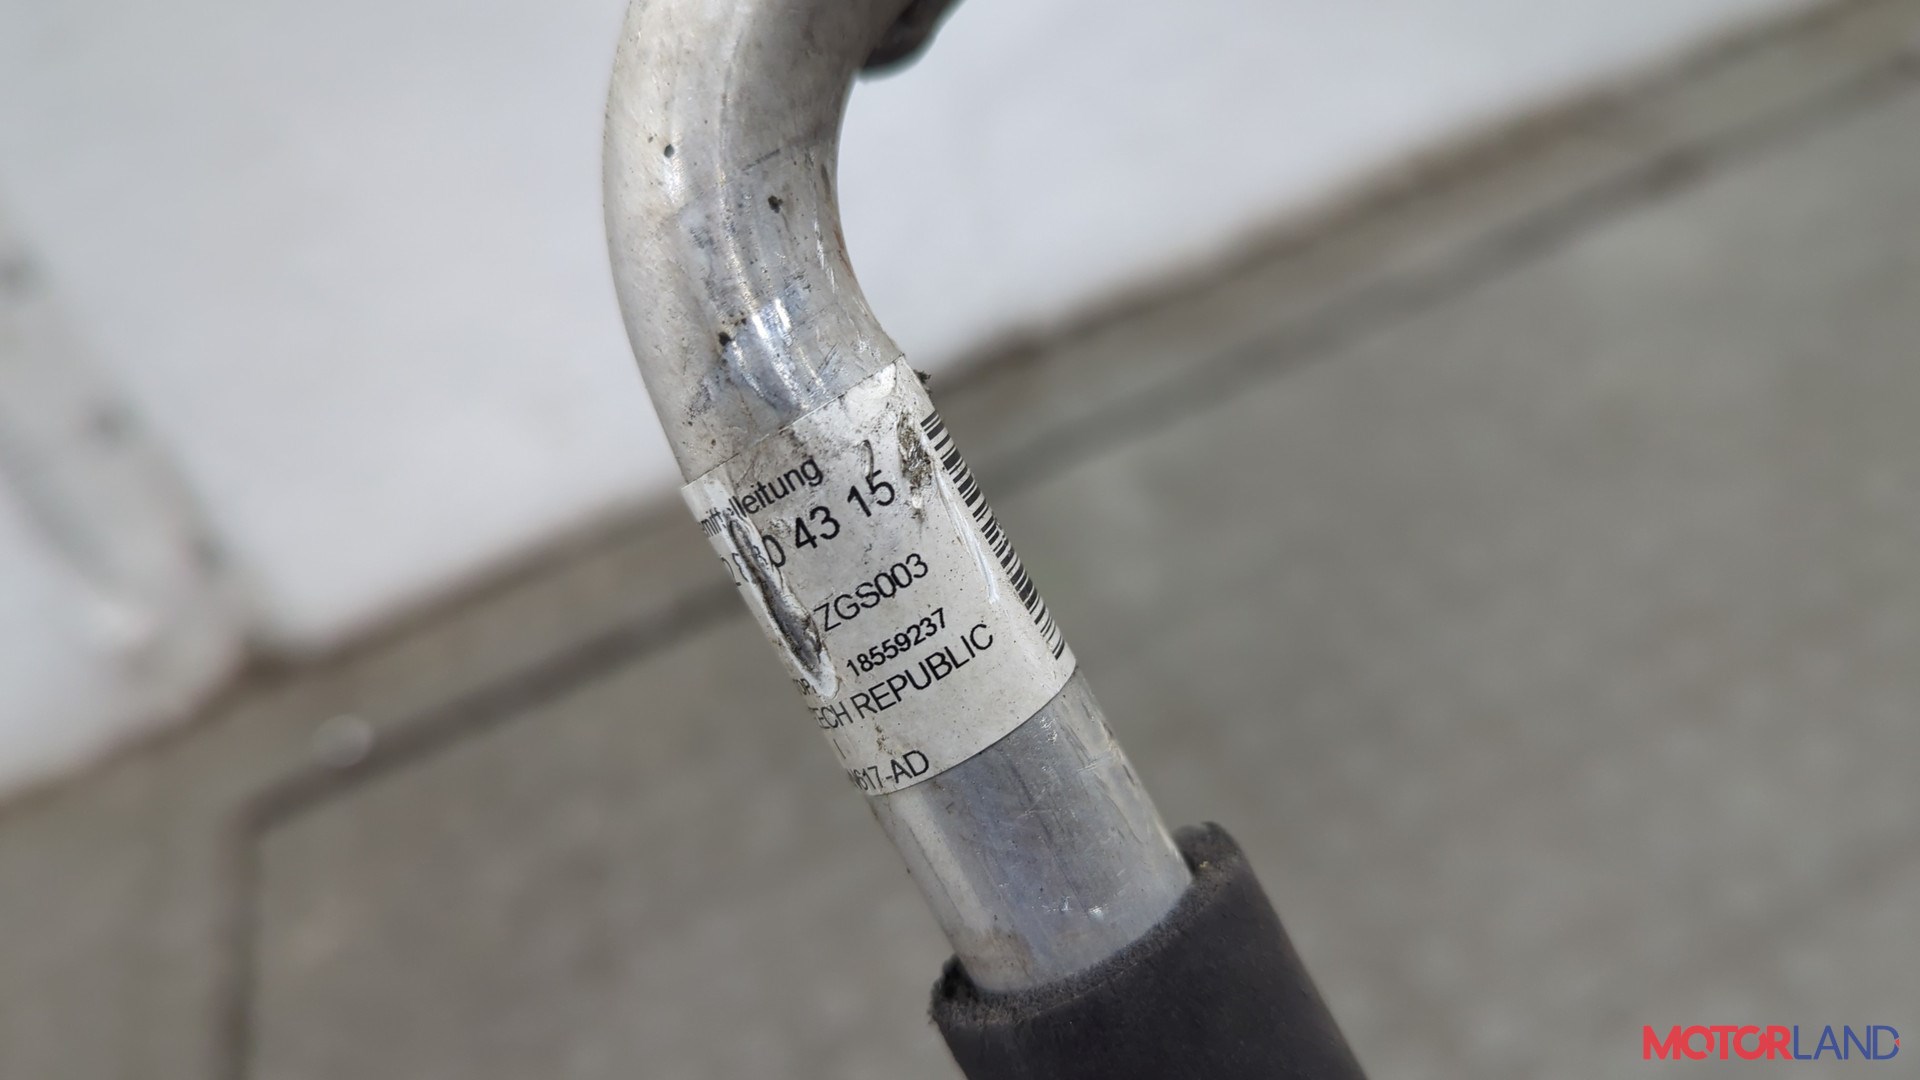 leitung
43 15
ZGS003
18559237
REPUBLIC
617-AD
MOTORLAND